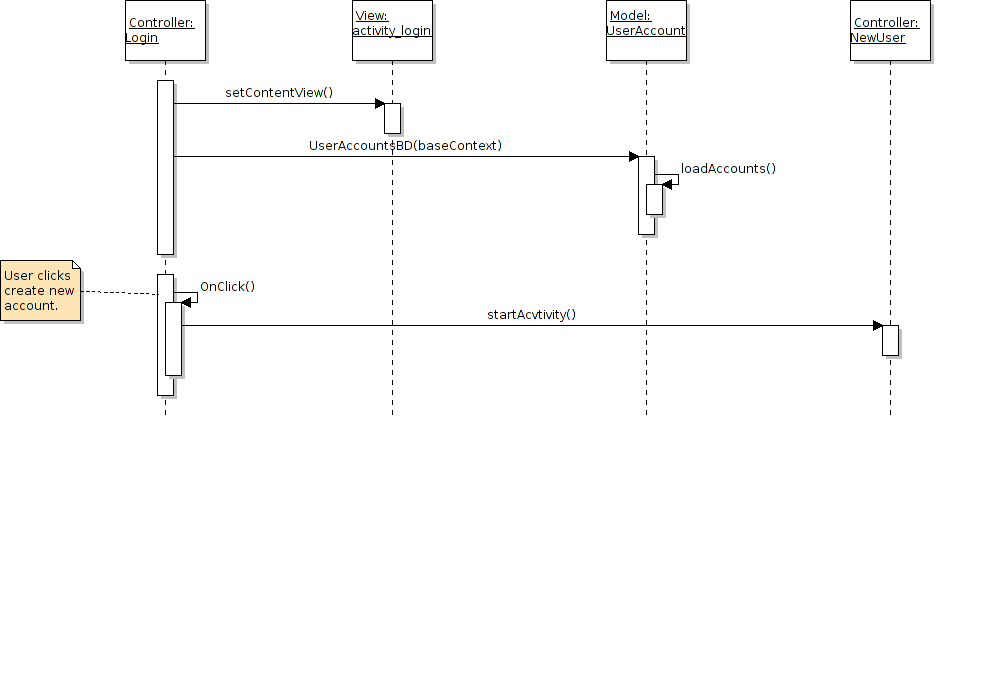 Controller:
Login
View:
activity_login
Model:
UserAccount
Controller:
NewUser
setContentView()
UserAccountsBD(baseContext)
loadAccounts()
User clicks
create new
account.
OnClick()
startAcvtivity()